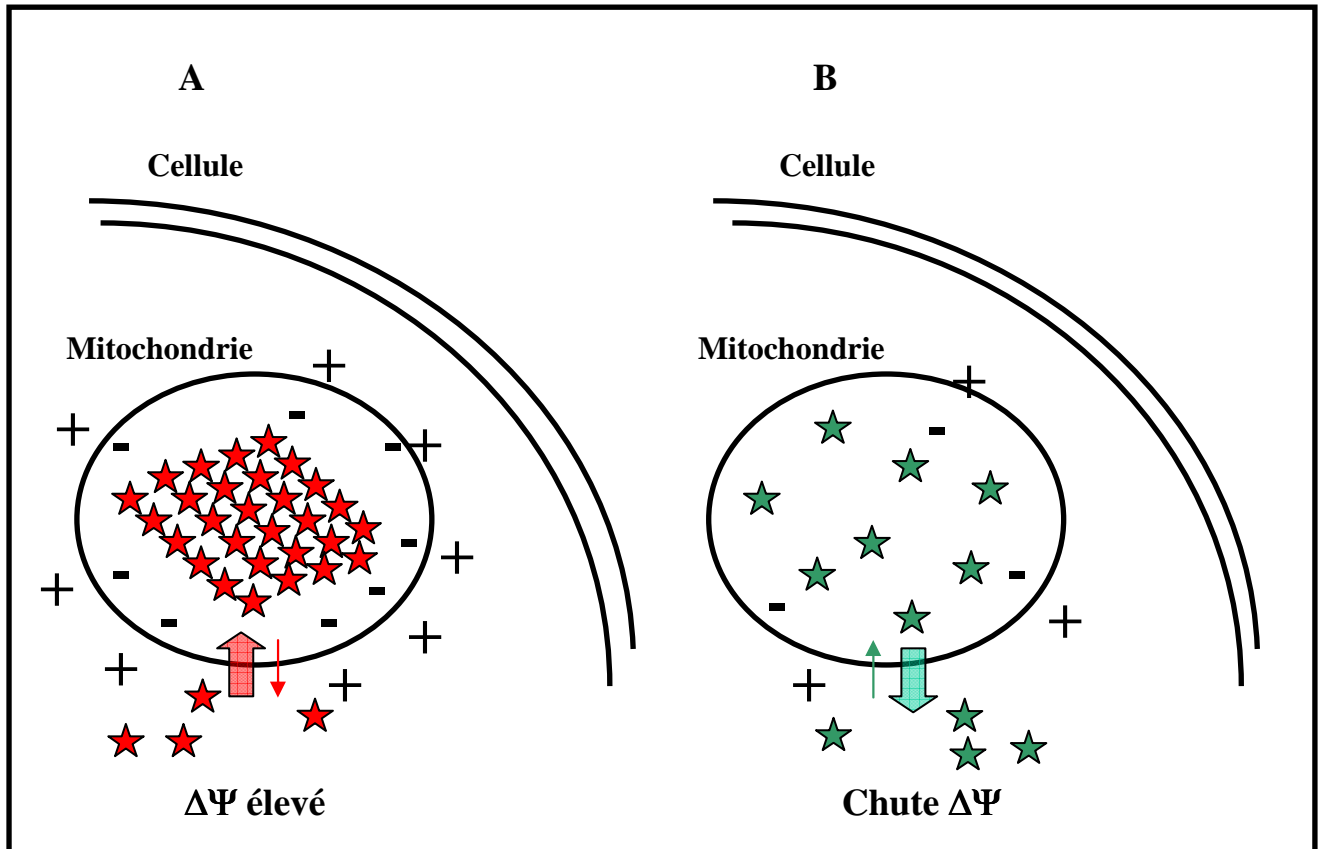 A
B
Cellule
Cellule
Mitochondrie
Mitochondrie
ΔΨ élevé
Chute ΔΨ